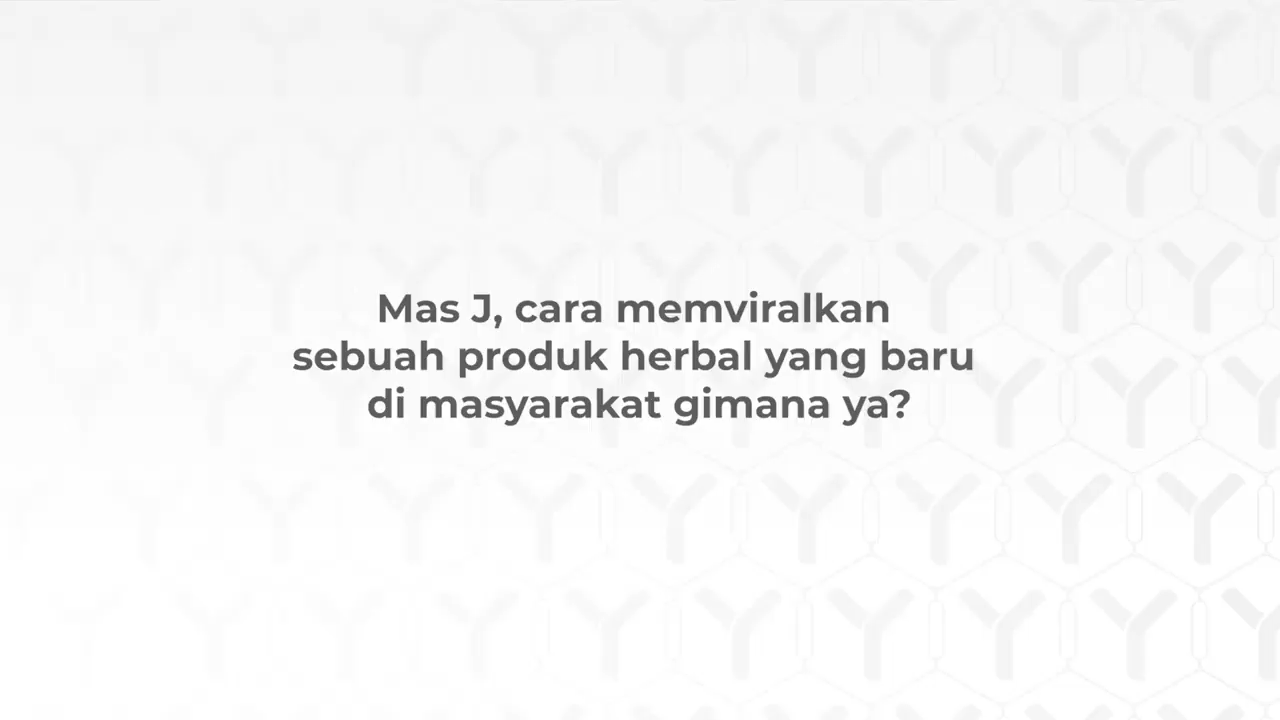 Mas J, cara memviralkan
sebuah produk herbal yang baru
di masyarakat gimana ya?